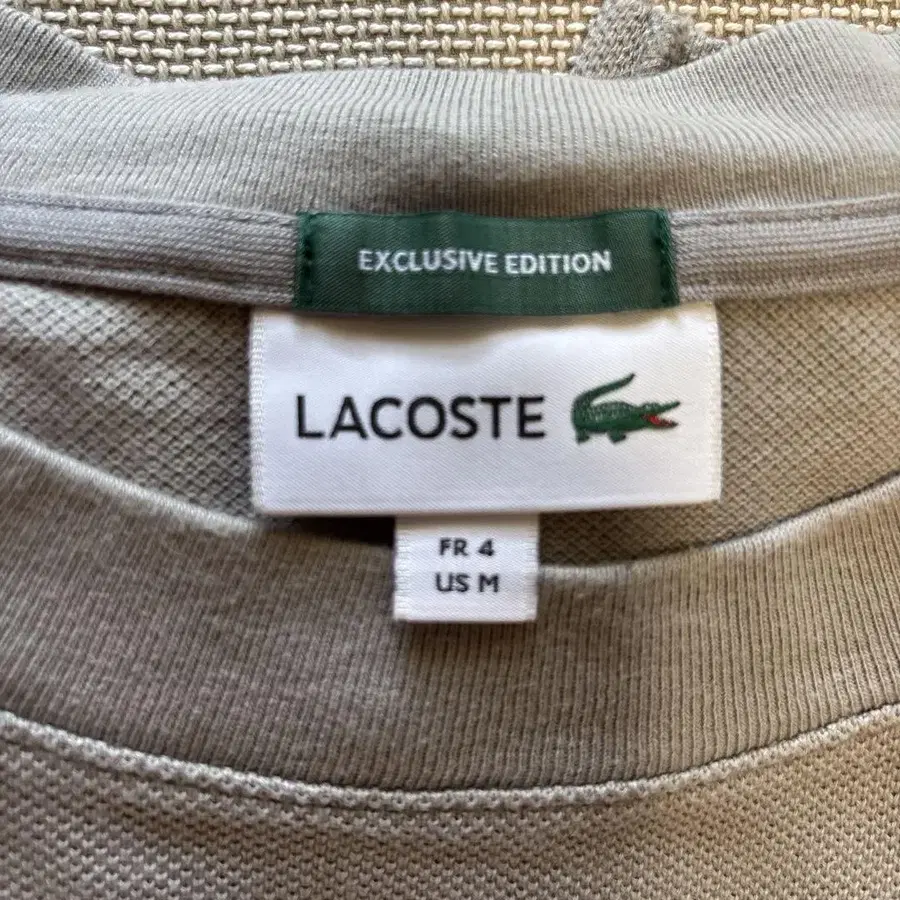 EXCLUSIVE EDITION
LACOSTE
FR 4
US M